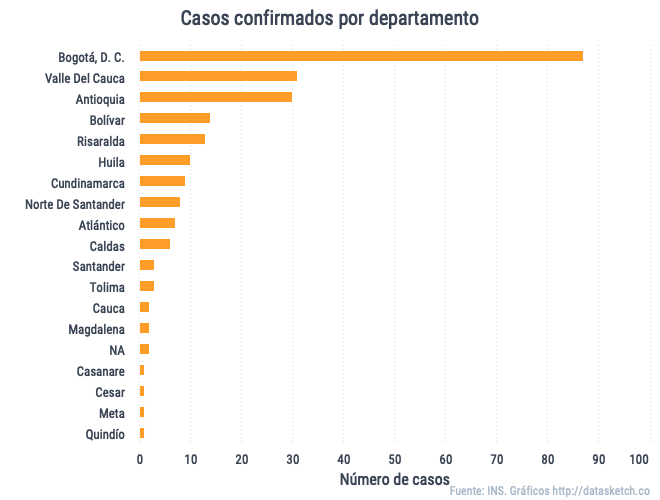 Casos confirmados por departamento
Bogotá, D. C.
Valle Del Cauca
Antioquia
Bolívar
Risaralda
Huila
Cundinamarca
Norte De Santander
Atlántico
Caldas
Santander
Tolima
Cauca
Magdalena
NA
Casanare
Cesar
Meta
Quindío
0 10 20 30 40 50 60 70 80 90 100
Número de casos
Fuente: INS. Gráficos http://datasketch.co